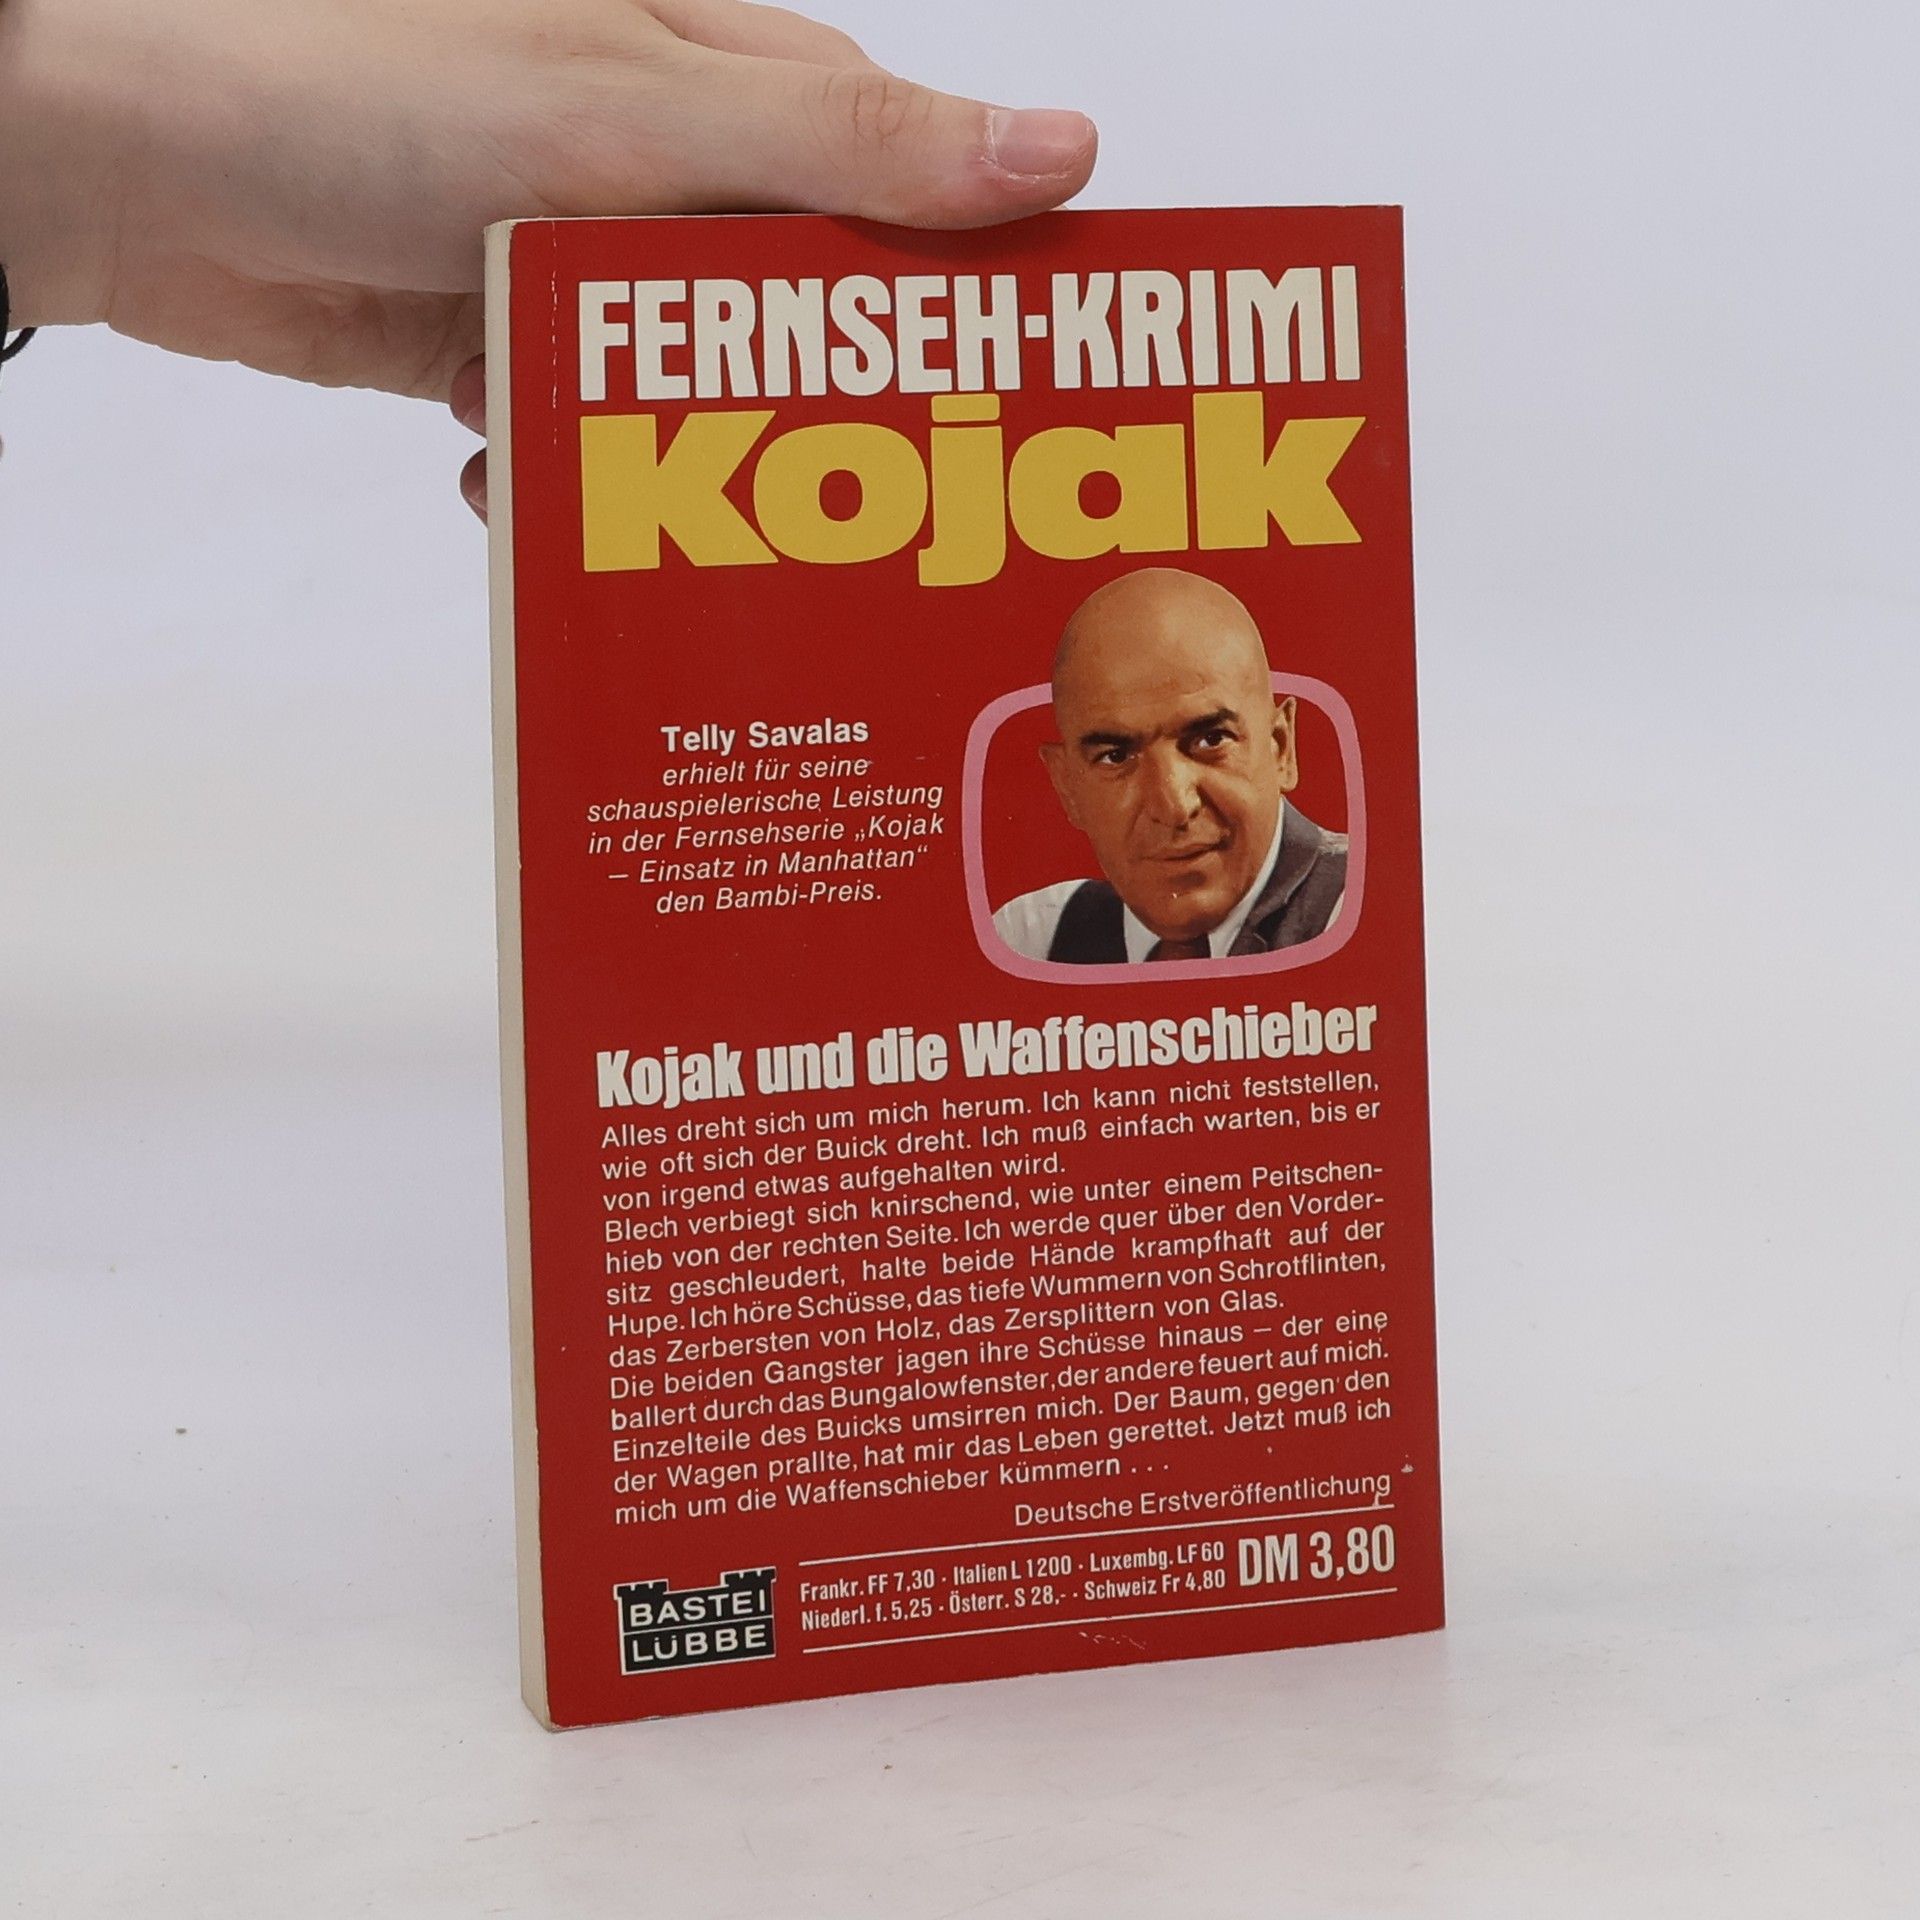 FERNSEH-KRIMI
Kojak
Telly Savalas
erhielt für seine
schauspielerische Leistung
in der Fernsehserie „Kojak
– Einsatz in Manhattan“
den Bambi-Preis.
Kojak und die Waffenschieber
Alles dreht sich um mich herum. Ich kann nicht feststellen,
wie oft sich der Buick dreht. Ich muß einfach warten, bis er
von irgend etwas aufgehalten wird.
Blech verbiegt sich knirschend, wie unter einem Peitschen-
hieb von der rechten Seite. Ich werde quer über den Vorder-
sitz geschleudert, halte beide Hände krampfhaft auf der
Hupe. Ich höre Schüsse, das tiefe Wummern von Schrotflinten,
das Zerbersten von Holz, das Zersplittern von Glas.
Die beiden Gangster jagen ihre Schüsse hinaus – der eine
ballert durch das Bungalowfenster, der andere feuert auf mich.
Einzelteile des Buicks umsirren mich. Der Baum, gegen den
der Wagen prallte, hat mir das Leben gerettet. Jetzt muß ich
mich um die Waffenschieber kümmern . . .
Deutsche Erstveröffentlichung
BASTEI
LÜBBE
Frankr. FF 7,30 · Italien L 1200 · Luxembg. LF 60
Niederl. f. 5,25 · Österr. S 28,- · Schweiz Fr 4,80
DM 3,80